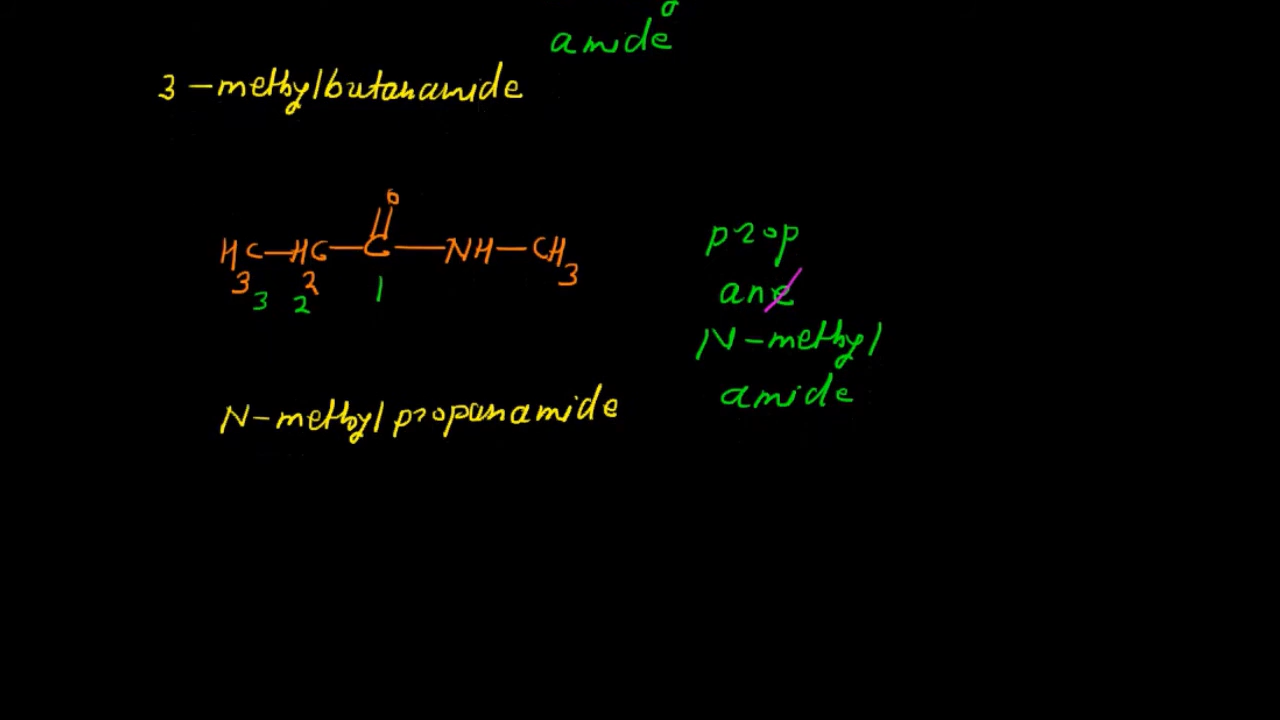 amide
3-methylbutanamide
O
H3C-H2C-C-NH-CH3
3 2 1
prop
ane
N-methyl
amide
N-methylpropanamide